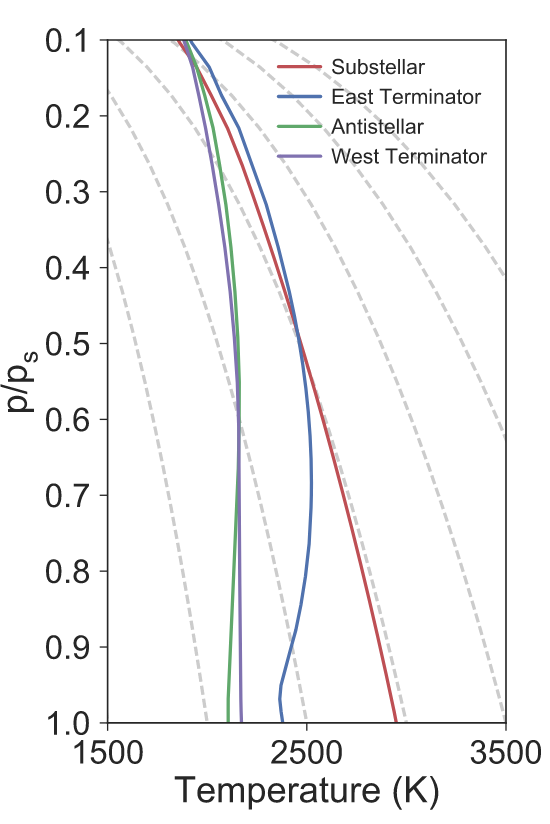 0.1
0.2
0.3
0.4
0.5
0.6
0.7
0.8
0.9
1.0
p/ps
Substellar
East Terminator
Antistellar
West Terminator
1500
2500
3500
Temperature (K)